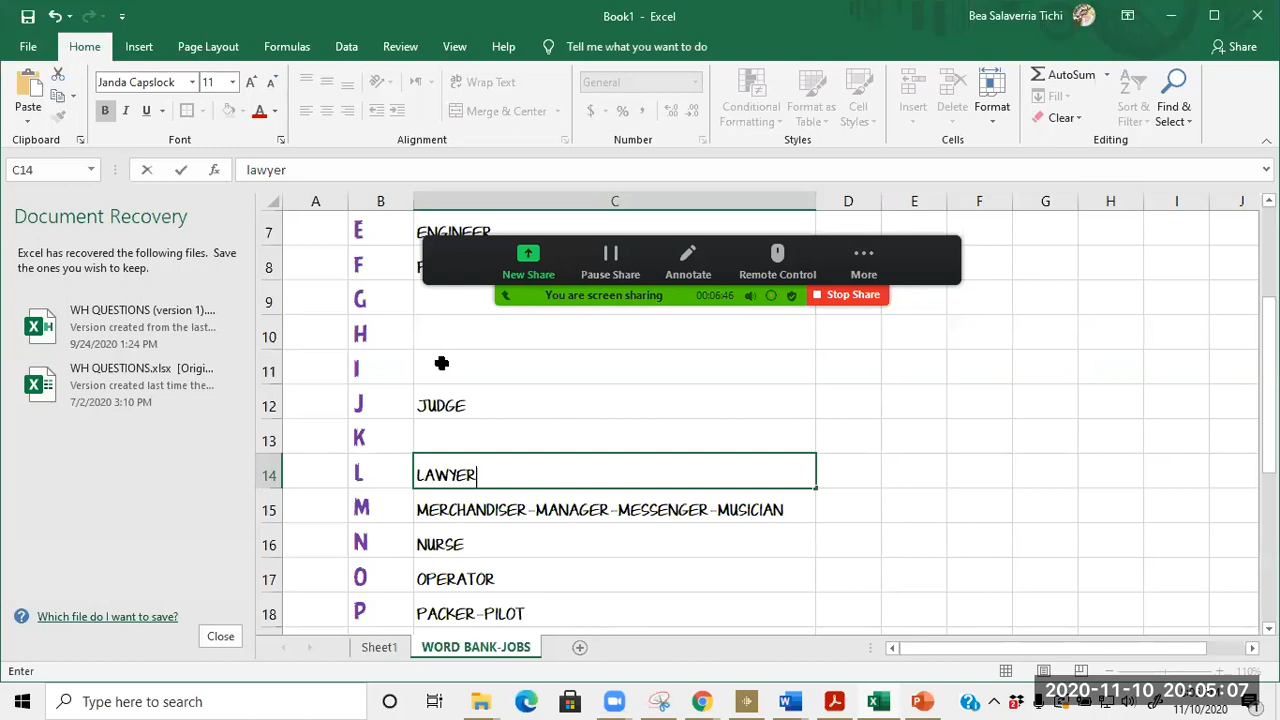 Book1 - Excel
Bea Salaverria Tichi
File Home Insert Page Layout Formulas Data Review View Help Tell me what you want to do Share
Paste
Janda Capslock 11
B I U
Wrap Text
Merge & Center
General
Conditional Formatting
Format as Table
Cell Styles
Insert Delete Format
AutoSum
Fill
Clear
Sort & Filter
Find & Select
Clipboard Font Alignment Number Styles Cells Editing
C14 lawyer
Document Recovery
Excel has recovered the following files. Save the ones you wish to keep.
WH QUESTIONS (version 1)....
Version created from the last...
9/24/2020 1:24 PM
WH QUESTIONS.xlsx [Origi...
Version created last time the...
7/2/2020 3:10 PM
Which file do I want to save?
Close
A B C D E F G H I J
7 E ENGINEER
8 F
9 G
10 H
11 I
12 J JUDGE
13 K
14 L LAWYER
15 M MERCHANDISER-MANAGER-MESSENGER-MUSICIAN
16 N NURSE
17 O OPERATOR
18 P PACKER-PILOT
New Share Pause Share Annotate Remote Control More
You are screen sharing 00:06:46 Stop Share
Sheet1 WORD BANK-JOBS
Enter 110%
Type here to search
2020-11-10 20:05:07
11/10/2020